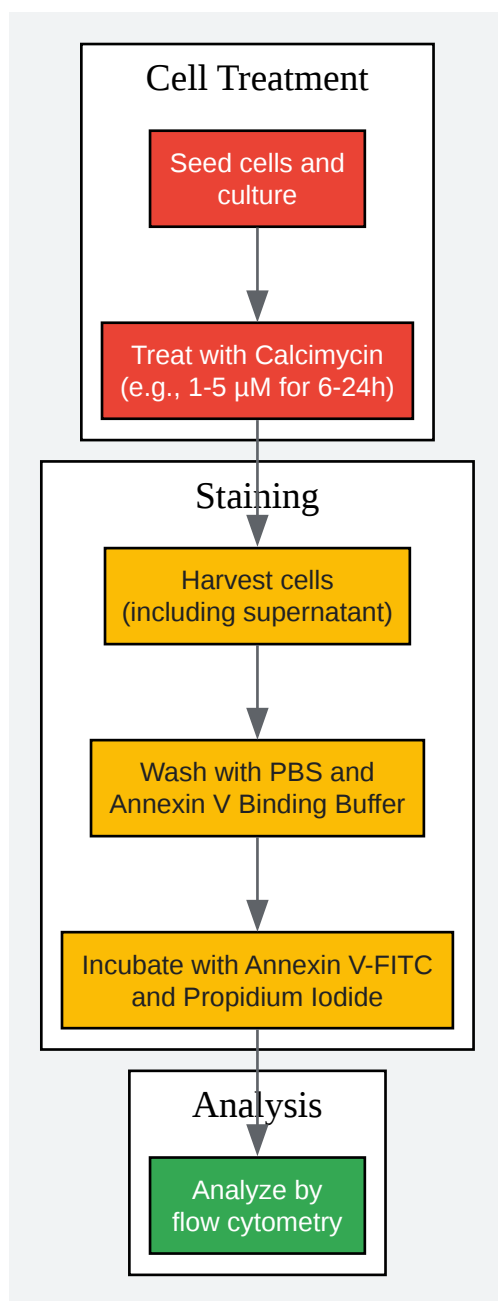 Cell Treatment
Seed cells and
culture
Treat with Calcimycin
(e.g., 1-5 µM for 6-24h)
Staining
Harvest cells
(including supernatant)
Wash with PBS and
Annexin V Binding Buffer
Incubate with Annexin V-FITC
and Propidium Iodide
Analysis
Analyze by
flow cytometry